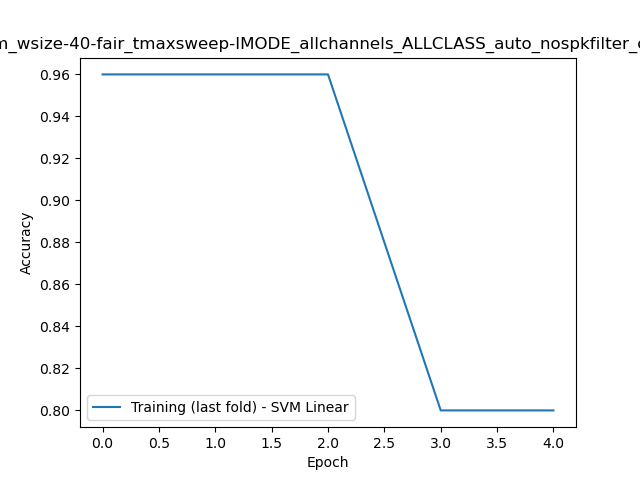 m_wsize-40-fair_tmaxsweep-IMODE_allchannels_ALLCLASS_auto_nospkfilter_
0.96
0.94
0.92
0.90
0.88
0.86
0.84
0.82
0.80
Accuracy
Training (last fold) - SVM Linear
0.0 0.5 1.0 1.5 2.0 2.5 3.0 3.5 4.0
Epoch